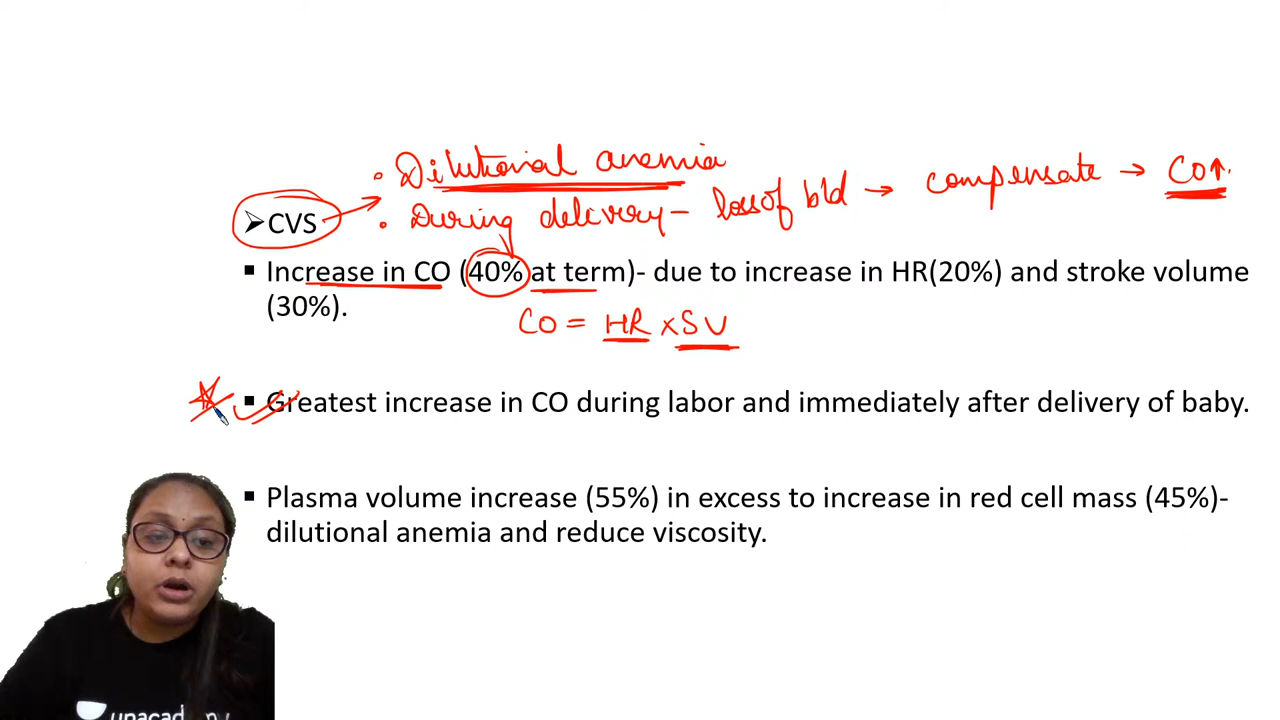 • Dilutional anemia
• During delivery - loss of bld → compensate → CO↑
➢CVS
▪ Increase in CO (40% at term)- due to increase in HR(20%) and stroke volume
(30%).
CO = HR x SV
▪ Greatest increase in CO during labor and immediately after delivery of baby.
▪ Plasma volume increase (55%) in excess to increase in red cell mass (45%)-
dilutional anemia and reduce viscosity.